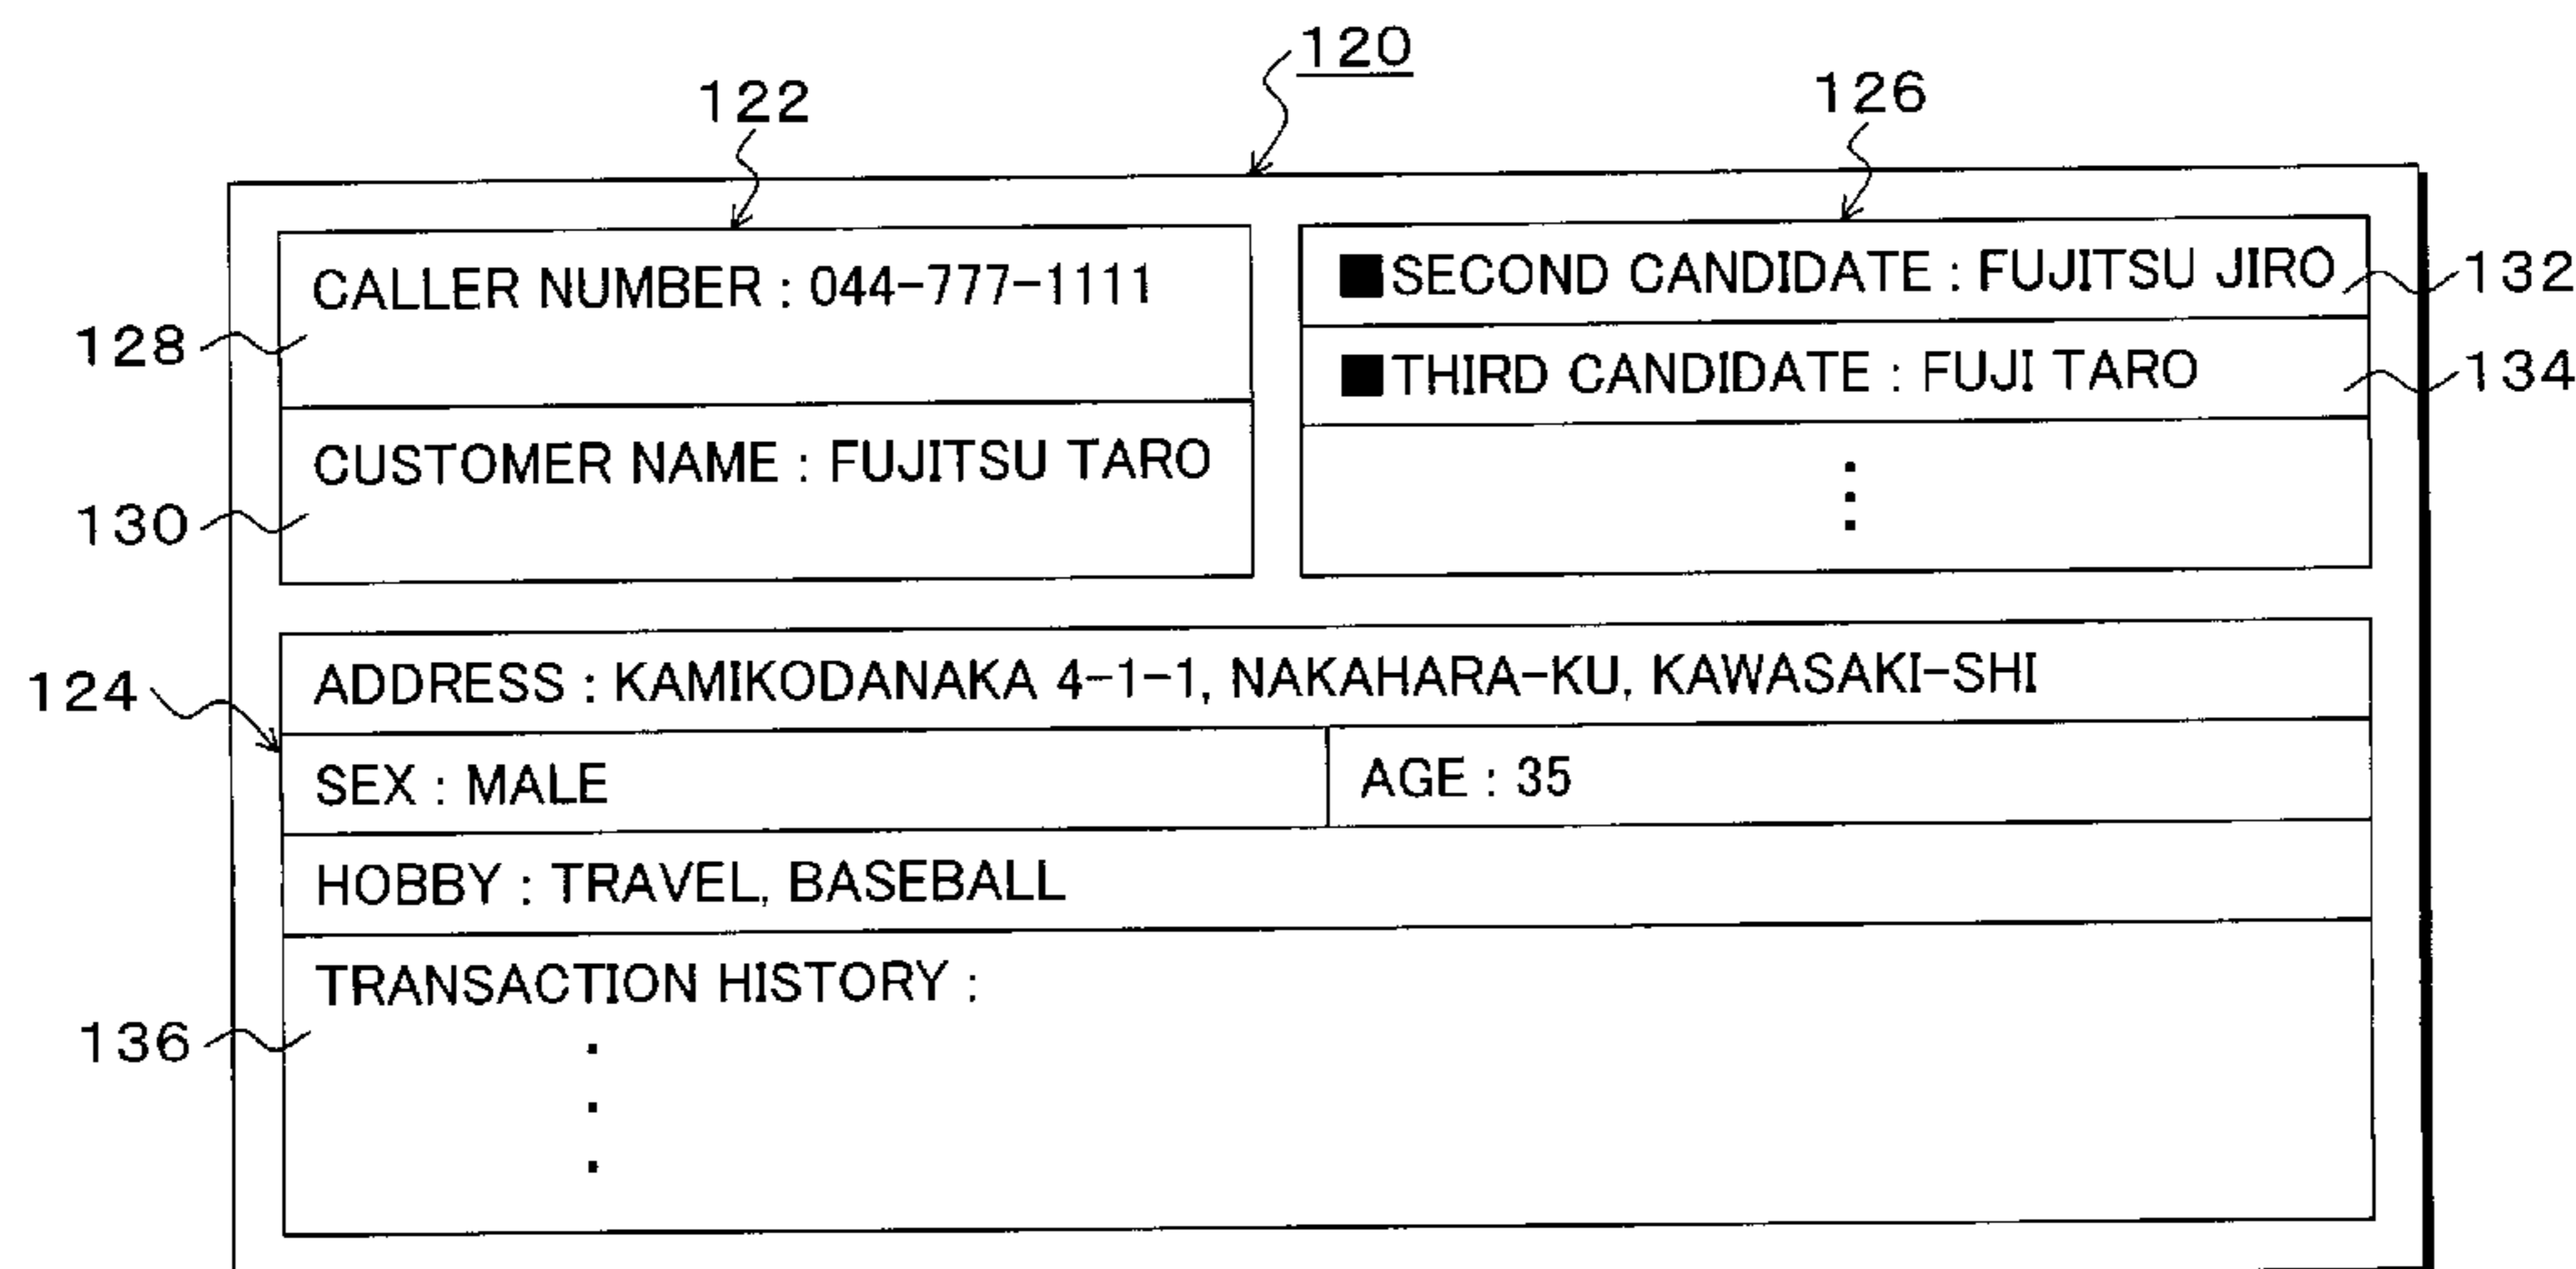 120
122
126
CALLER NUMBER : 044-777-1111
■SECOND CANDIDATE : FUJITSU JIRO
132
128
■THIRD CANDIDATE : FUJI TARO
134
CUSTOMER NAME : FUJITSU TARO
130
ADDRESS : KAMIKODANAKA 4-1-1, NAKAHARA-KU, KAWASAKI-SHI
124
SEX : MALE
AGE : 35
HOBBY : TRAVEL, BASEBALL
TRANSACTION HISTORY :
136